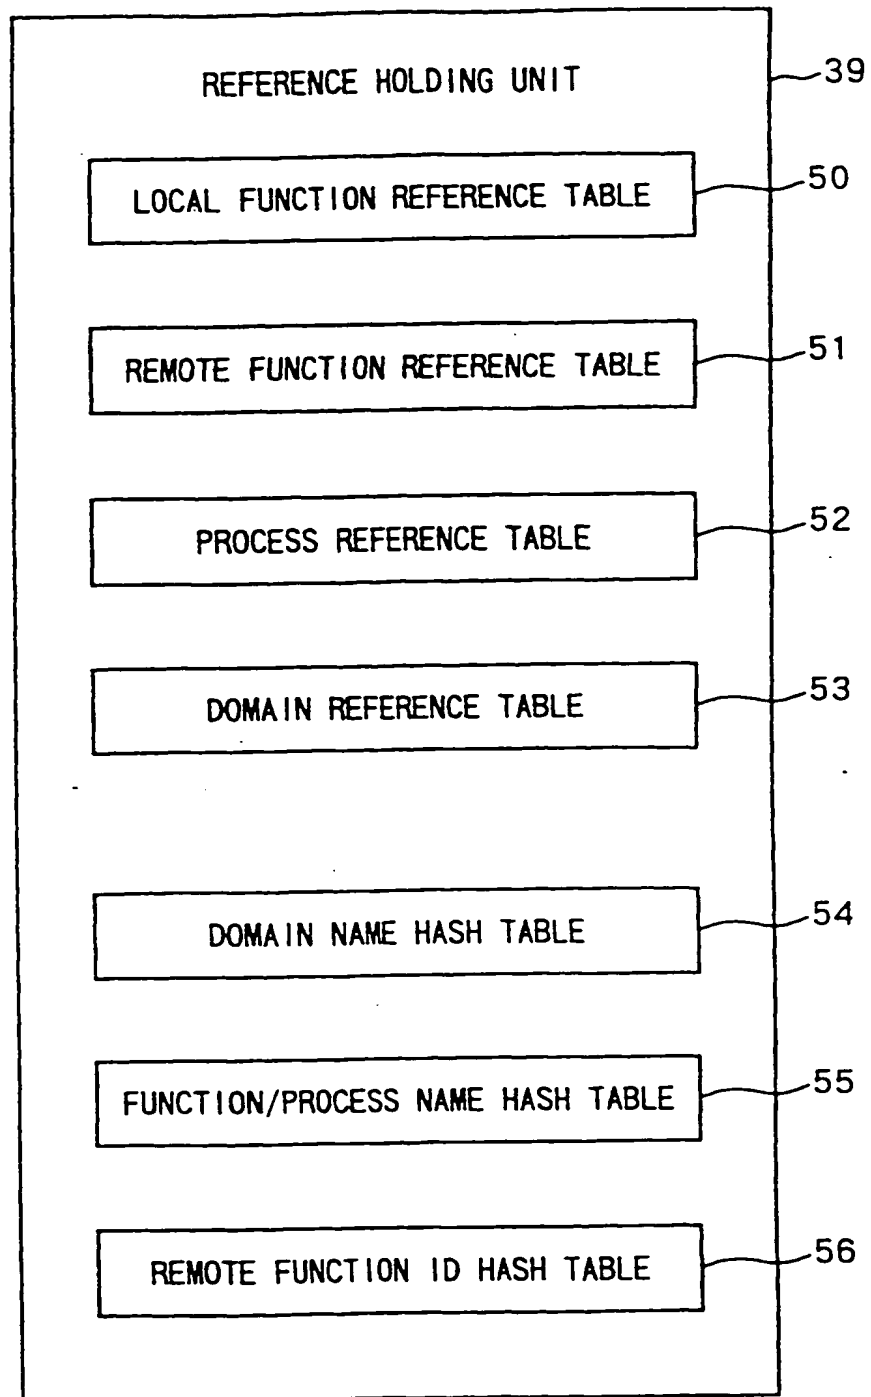 REFERENCE HOLDING UNIT 39
LOCAL FUNCTION REFERENCE TABLE 50
REMOTE FUNCTION REFERENCE TABLE 51
PROCESS REFERENCE TABLE 52
DOMAIN REFERENCE TABLE 53
DOMAIN NAME HASH TABLE 54
FUNCTION/PROCESS NAME HASH TABLE 55
REMOTE FUNCTION ID HASH TABLE 56